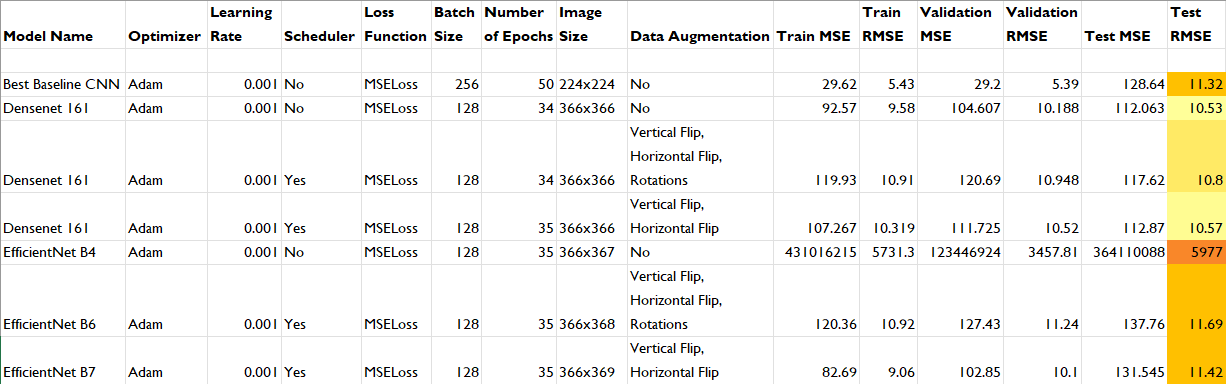 Model Name Optimizer Learning Rate Scheduler Loss Function Batch Size Number of Epochs Image Size Data Augmentation Train MSE Train RMSE Validation MSE Validation RMSE Test MSE Test RMSE
Best Baseline CNN Adam 0.001 No MSELoss 256 50 224x224 No 29.62 5.43 29.2 5.39 128.64 11.32
Densenet 161 Adam 0.001 No MSELoss 128 34 366x366 No 92.57 9.58 104.607 10.188 112.063 10.53
Densenet 161 Adam 0.001 Yes MSELoss 128 34 366x366 Vertical Flip, Horizontal Flip, Rotations 119.93 10.91 120.69 10.948 117.62 10.8
Densenet 161 Adam 0.001 Yes MSELoss 128 35 366x366 Vertical Flip, Horizontal Flip 107.267 10.319 111.725 10.52 112.87 10.57
EfficientNet B4 Adam 0.001 No MSELoss 128 35 366x367 No 431016215 5731.3 123446924 3457.81 364110088 5977
EfficientNet B6 Adam 0.001 Yes MSELoss 128 35 366x368 Vertical Flip, Horizontal Flip, Rotations 120.36 10.92 127.43 11.24 137.76 11.69
EfficientNet B7 Adam 0.001 Yes MSELoss 128 35 366x369 Vertical Flip, Horizontal Flip 82.69 9.06 102.85 10.1 131.545 11.42